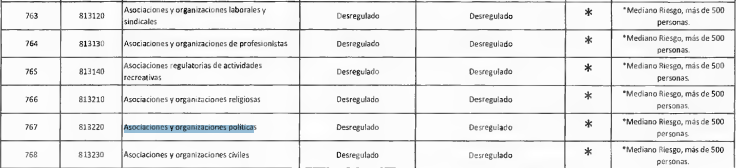 763 813120 Asociaciones y organizaciones laborales y sindicales Desregulado Desregulado * *Mediano Riesgo, más de 500 personas.
764 813130 Asociaciones y organizaciones de profesionistas Desregulado Desregulado * *Mediano Riesgo, más de 500 personas.
765 813140 Asociaciones regulatorias de actividades recreativas Desregulado Desregulado * *Mediano Riesgo, más de 500 personas.
766 813210 Asociaciones y organizaciones religiosas Desregulado Desregulado * *Mediano Riesgo, más de 500 personas.
767 813220 Asociaciones y organizaciones políticas Desregulado Desregulado * *Mediano Riesgo, más de 500 personas.
768 813230 Asociaciones y organizaciones civiles Desregulado Desregulado * *Mediano Riesgo, más de 500 personas.